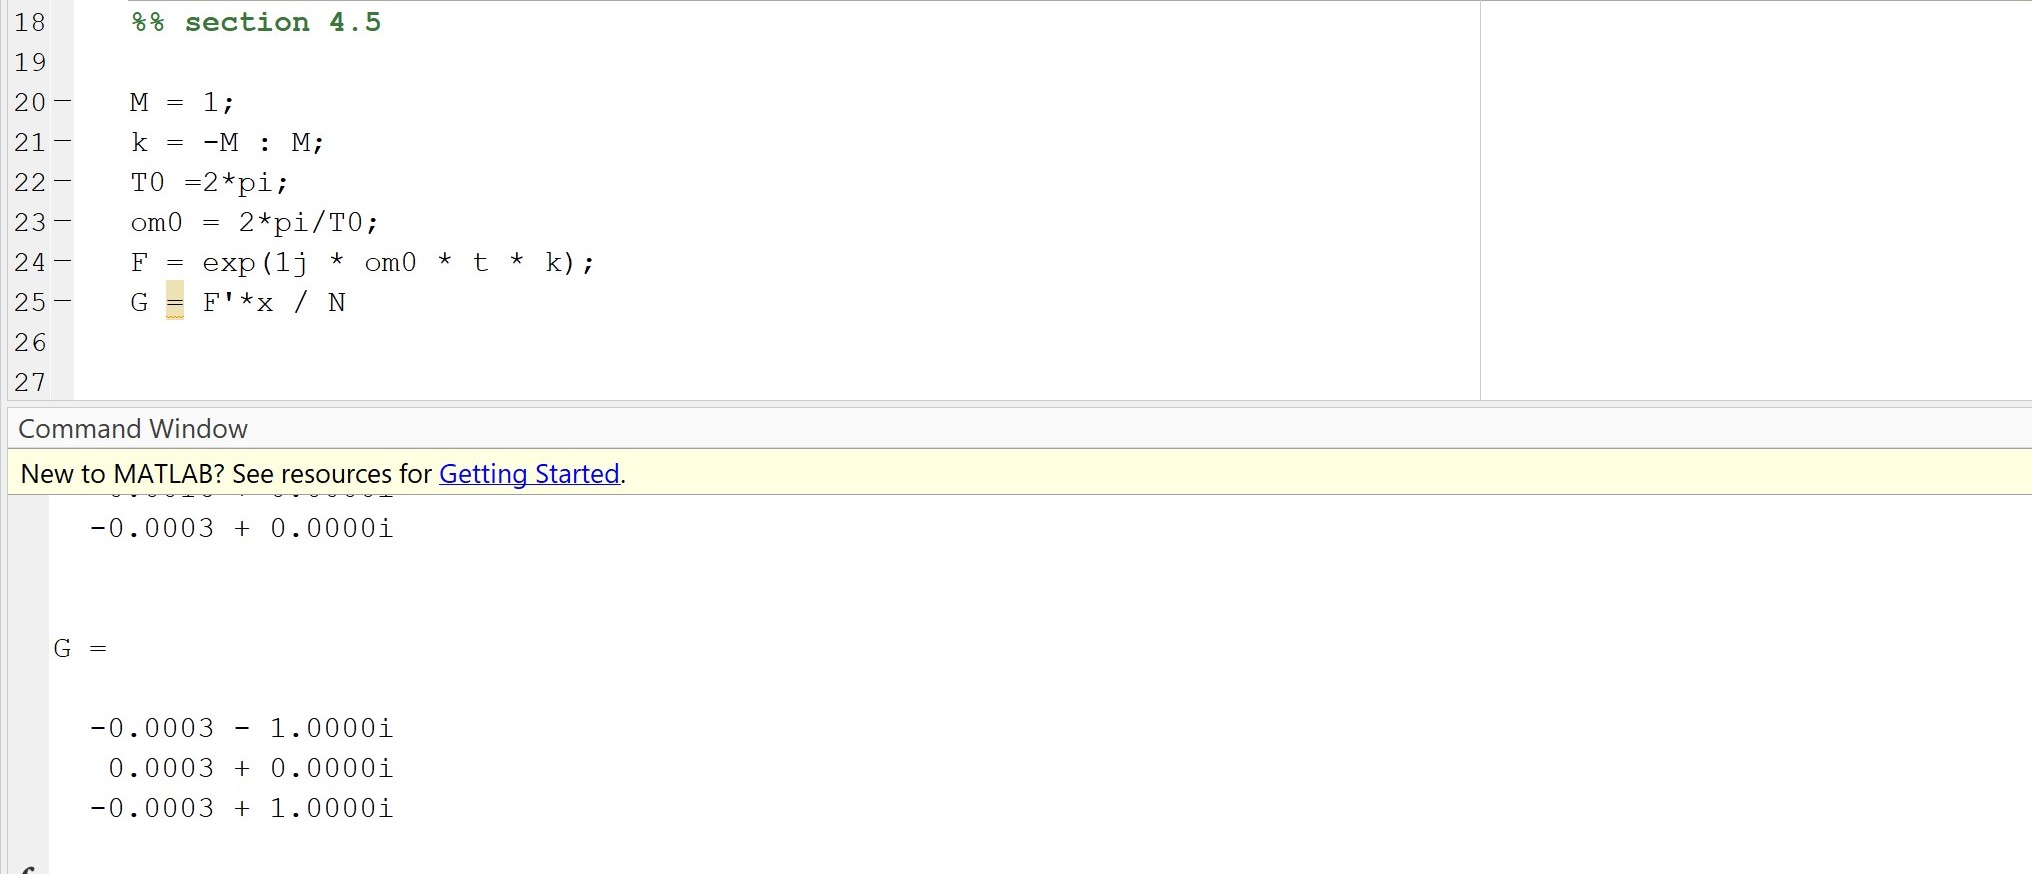 18 %% section 4.5
19
20 M = 1;
21 k = -M : M;
22 T0 =2*pi;
23 om0 = 2*pi/T0;
24 F = exp(1j * om0 * t * k);
25 G = F'*x / N
26
27
Command Window
New to MATLAB? See resources for Getting Started.
-0.0003 + 0.0000i
G =
-0.0003 - 1.0000i
0.0003 + 0.0000i
-0.0003 + 1.0000i